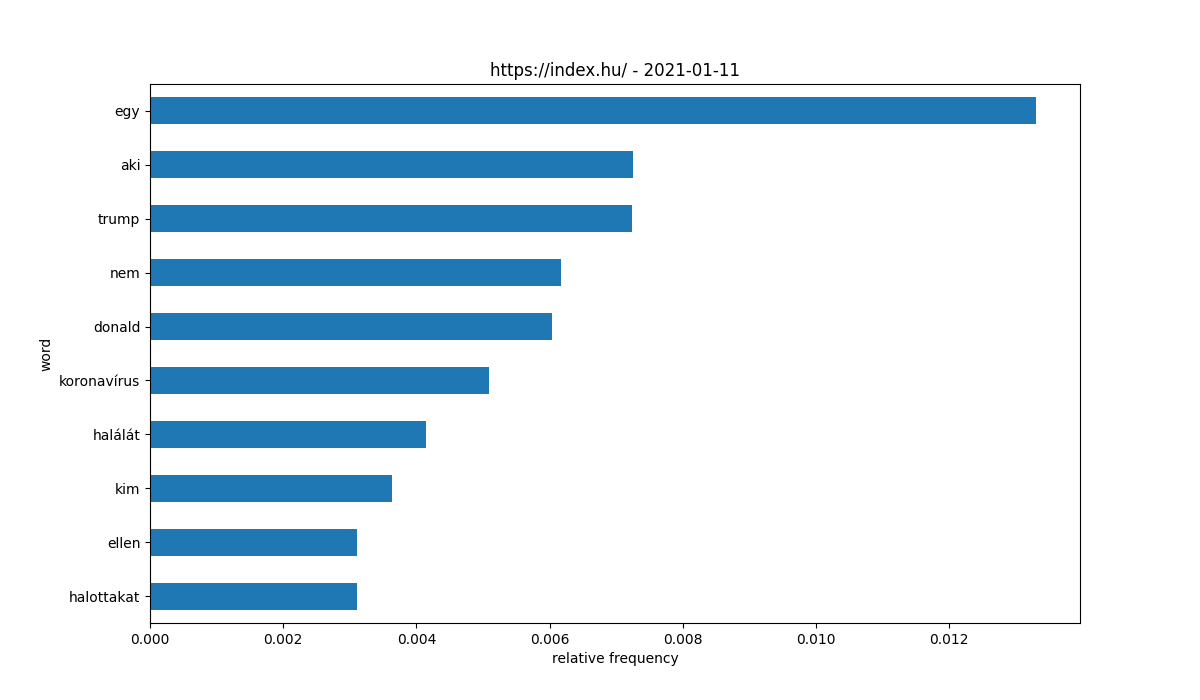 https://index.hu/ - 2021-01-11
egy
aki
trump
nem
donald
word
koronavírus
halálát
kim
ellen
halottakat
0.000 0.002 0.004 0.006 0.008 0.010 0.012
relative frequency